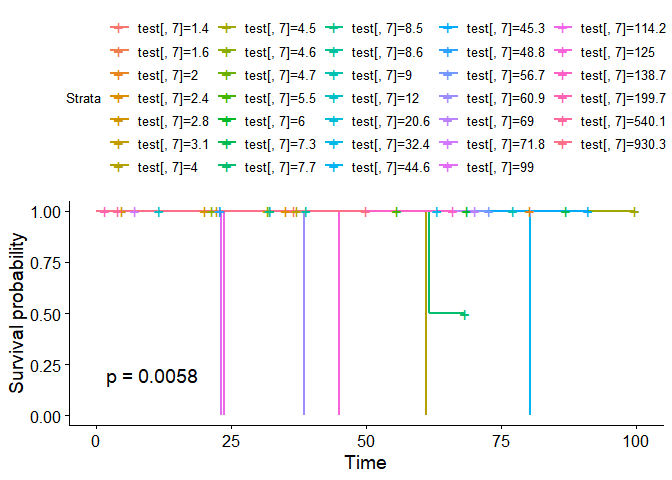 test[, 7]=1.4 test[, 7]=4.5 test[, 7]=8.5 test[, 7]=45.3 test[, 7]=114.2
test[, 7]=1.6 test[, 7]=4.6 test[, 7]=8.6 test[, 7]=48.8 test[, 7]=125
test[, 7]=2 test[, 7]=4.7 test[, 7]=9 test[, 7]=56.7 test[, 7]=138.7
Strata test[, 7]=2.4 test[, 7]=5.5 test[, 7]=12 test[, 7]=60.9 test[, 7]=199.7
test[, 7]=2.8 test[, 7]=6 test[, 7]=20.6 test[, 7]=69 test[, 7]=540.1
test[, 7]=3.1 test[, 7]=7.3 test[, 7]=32.4 test[, 7]=71.8 test[, 7]=930.3
test[, 7]=4 test[, 7]=7.7 test[, 7]=44.6 test[, 7]=99
Survival probability
1.00
0.75
0.50
0.25
0.00
p = 0.0058
0 25 50 75 100
Time